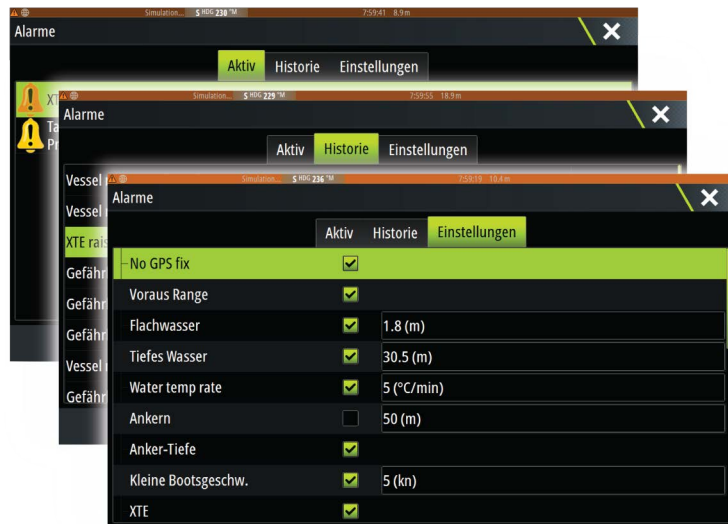 Simulation... S HDG 230 °M 7:59:41 8.9 m
Alarme
Aktiv Historie Einstellungen
XT
Ta
Pr
Simulation... S HDG 229 °M 7:59:55 18.9 m
Alarme
Aktiv Historie Einstellungen
Vessel
Vessel
XTE rais
Gefähr
Gefähr
Gefähr
Vessel
Gefähr
Simulation... S HDG 236 °M 7:59:19 10.4 m
Alarme
Aktiv Historie Einstellungen
No GPS fix
Voraus Range
Flachwasser 1.8 (m)
Tiefes Wasser 30.5 (m)
Water temp rate 5 (°C/min)
Ankern 50 (m)
Anker-Tiefe
Kleine Bootsgeschw. 5 (kn)
XTE